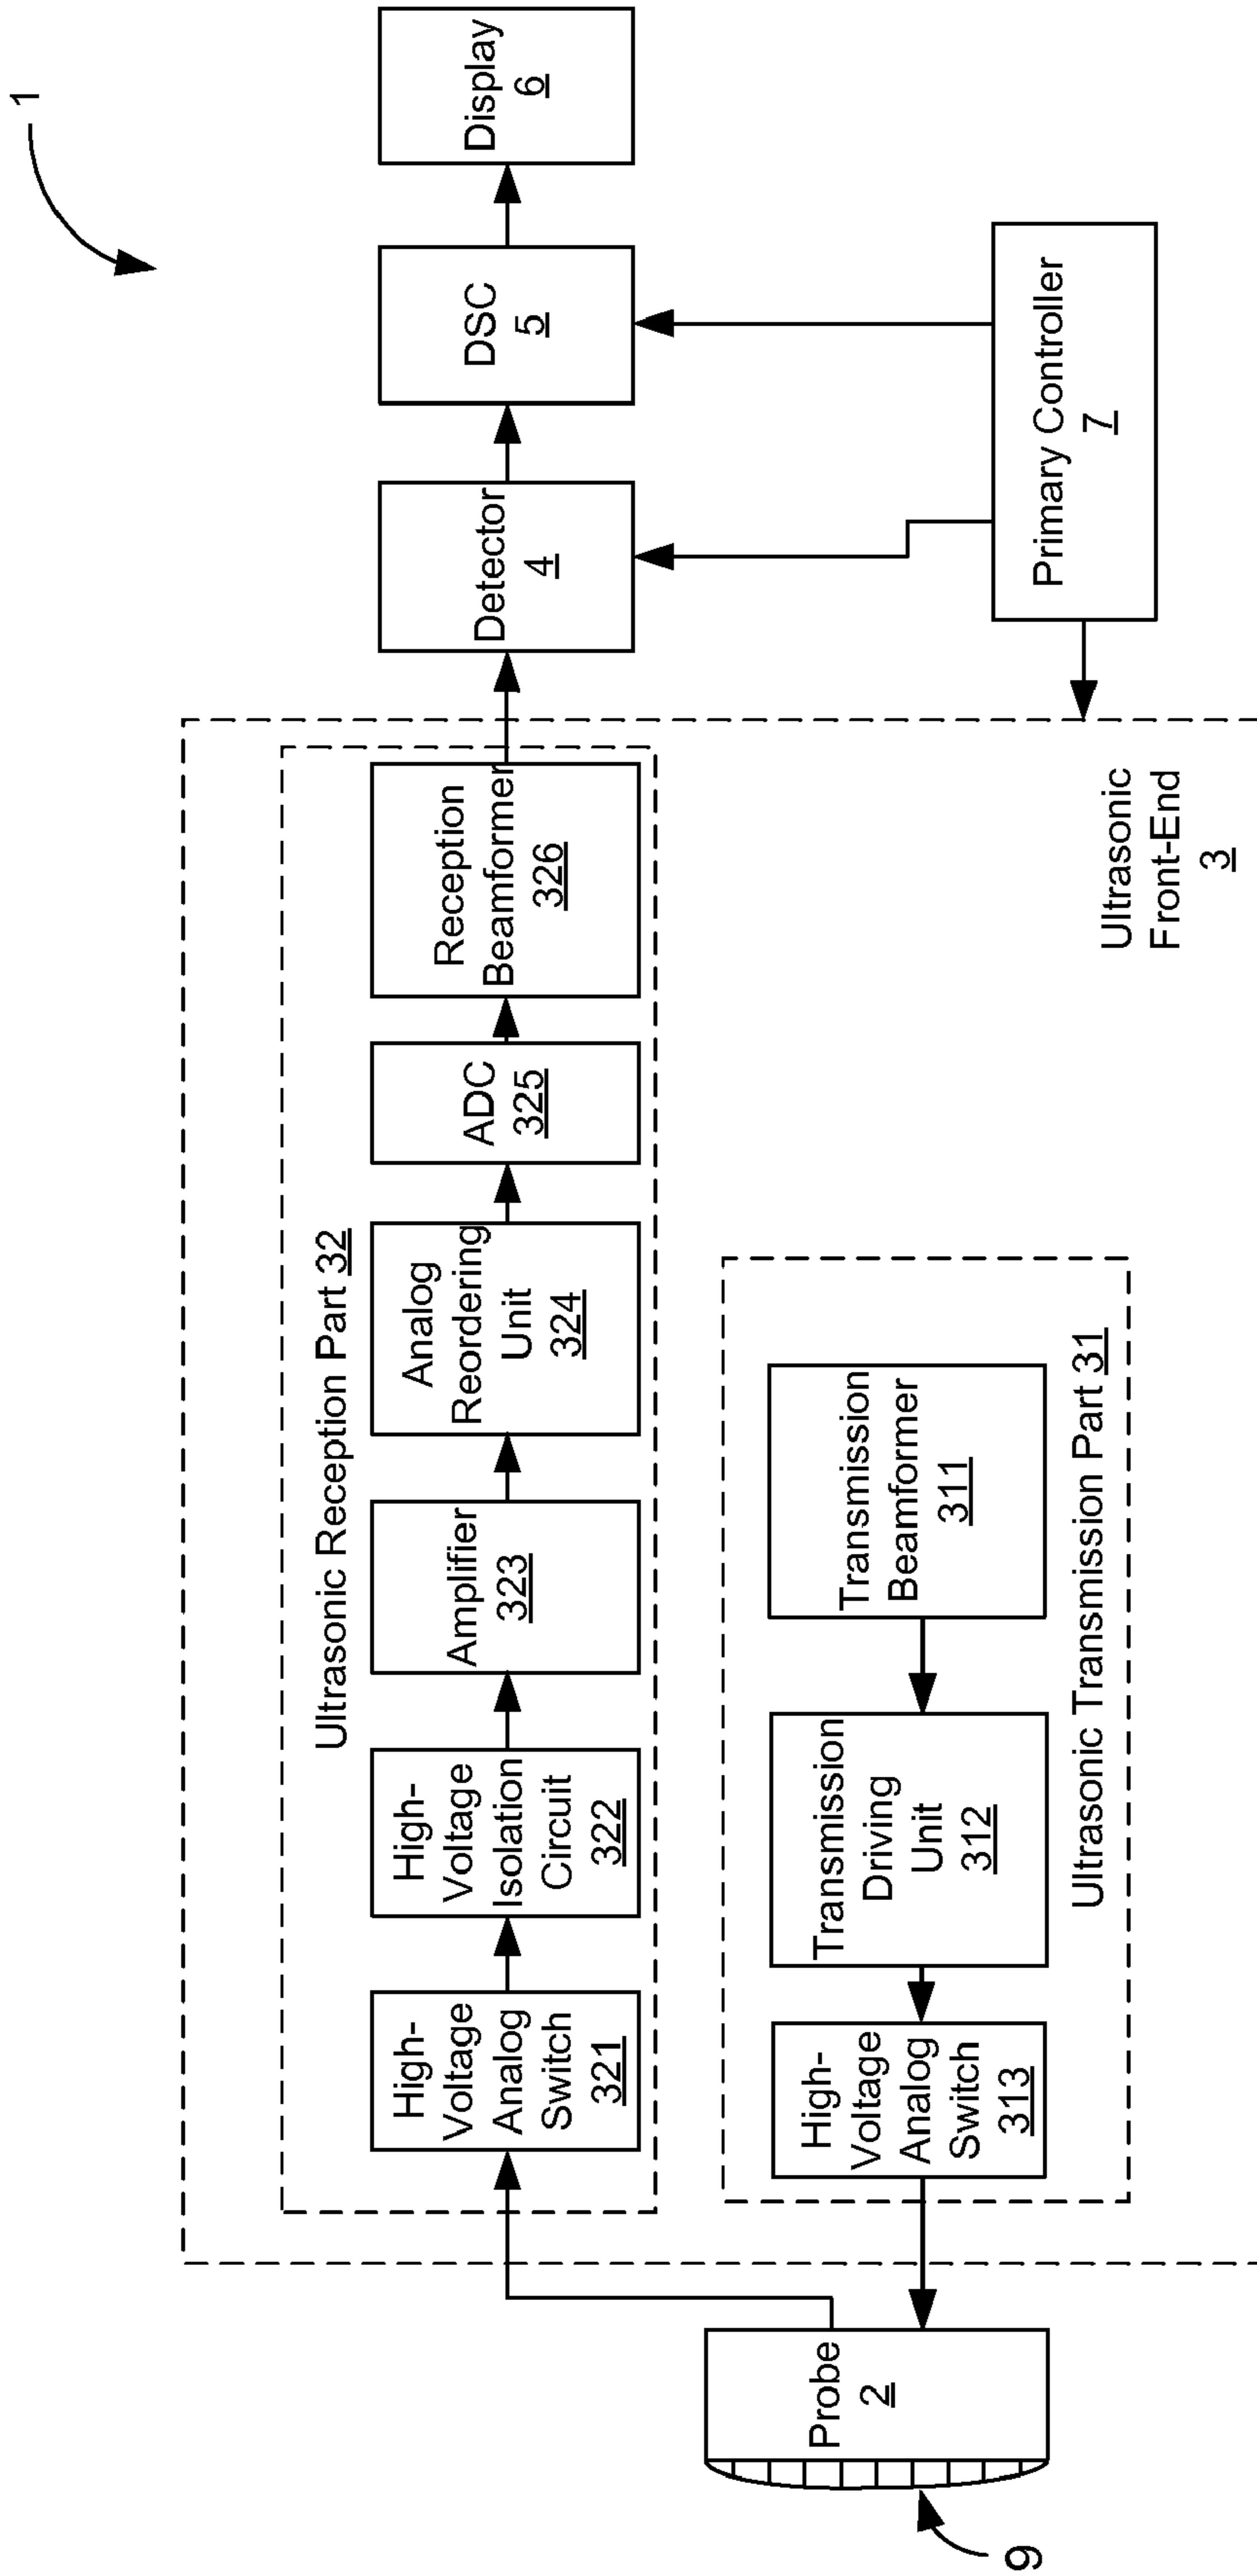 1
Ultrasonic Reception Part 32
High-
Voltage
Analog
Switch
321
High-
Voltage
Isolation
Circuit
322
Amplifier
323
Analog
Reordering
Unit
324
ADC
325
Reception
Beamformer
326
Detector
4
DSC
5
Display
6
Probe
2
9
High-
Voltage
Analog
Switch
313
Transmission
Driving
Unit
312
Transmission
Beamformer
311
Ultrasonic Transmission Part 31
Ultrasonic
Front-End
3
Primary Controller
7